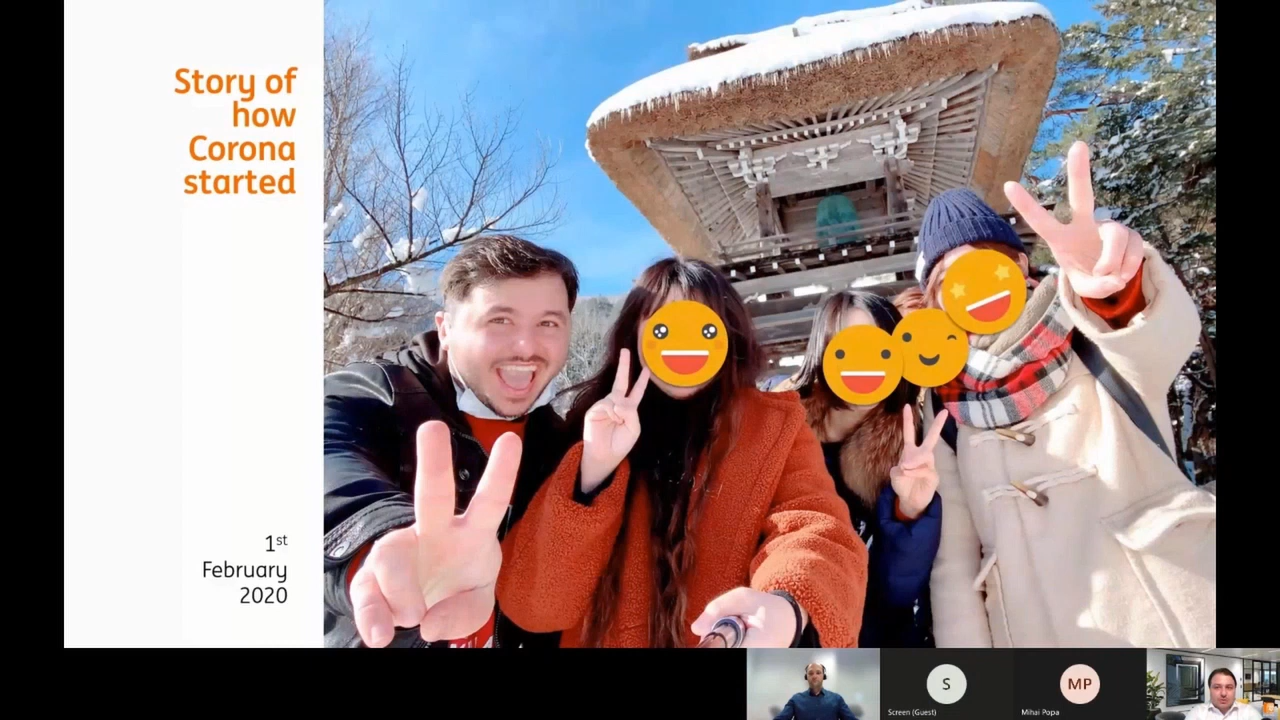 Story of
how
Corona
started
1st
February
2020
S
Screen (Guest)
MP
Mihai Popa